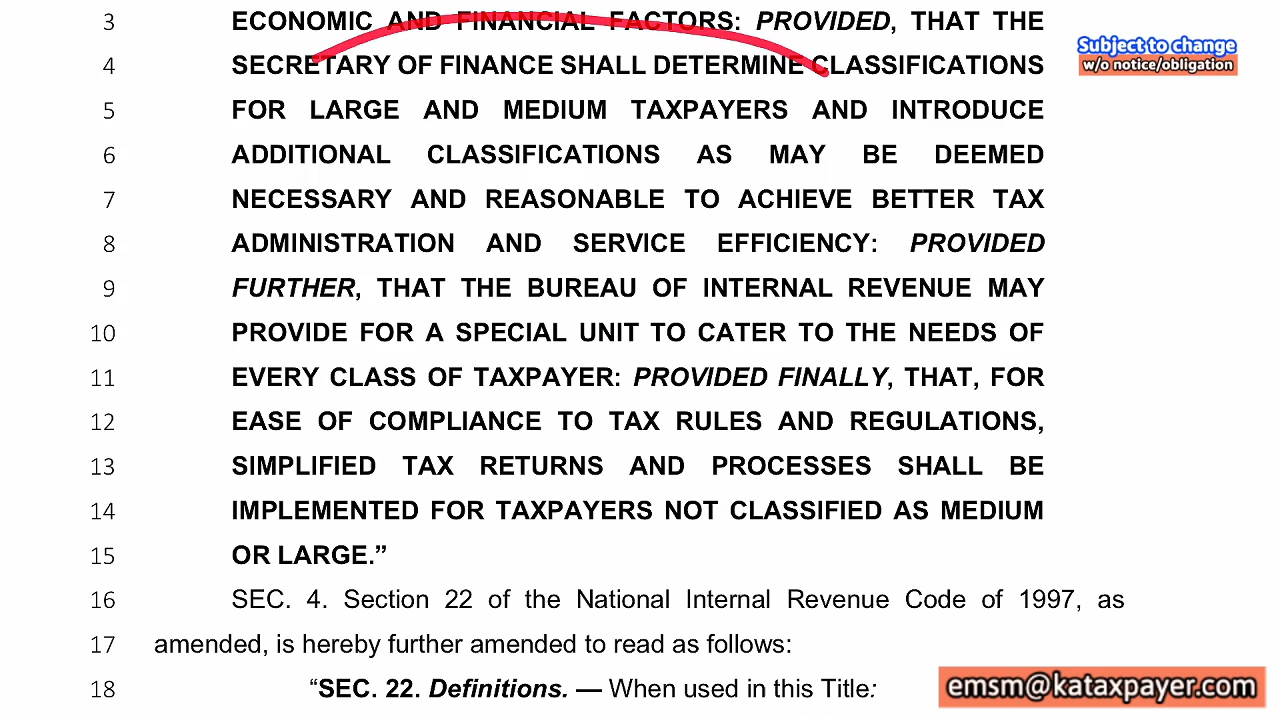 3 ECONOMIC AND FINANCIAL FACTORS: PROVIDED, THAT THE
4 SECRETARY OF FINANCE SHALL DETERMINE CLASSIFICATIONS
5 FOR LARGE AND MEDIUM TAXPAYERS AND INTRODUCE
6 ADDITIONAL CLASSIFICATIONS AS MAY BE DEEMED
7 NECESSARY AND REASONABLE TO ACHIEVE BETTER TAX
8 ADMINISTRATION AND SERVICE EFFICIENCY: PROVIDED
9 FURTHER, THAT THE BUREAU OF INTERNAL REVENUE MAY
10 PROVIDE FOR A SPECIAL UNIT TO CATER TO THE NEEDS OF
11 EVERY CLASS OF TAXPAYER: PROVIDED FINALLY, THAT, FOR
12 EASE OF COMPLIANCE TO TAX RULES AND REGULATIONS,
13 SIMPLIFIED TAX RETURNS AND PROCESSES SHALL BE
14 IMPLEMENTED FOR TAXPAYERS NOT CLASSIFIED AS MEDIUM
15 OR LARGE.”
16 SEC. 4. Section 22 of the National Internal Revenue Code of 1997, as
17 amended, is hereby further amended to read as follows:
18 “SEC. 22. Definitions. — When used in this Title:
Subject to change
w/o notice/obligation
emsm@kataxpayer.com